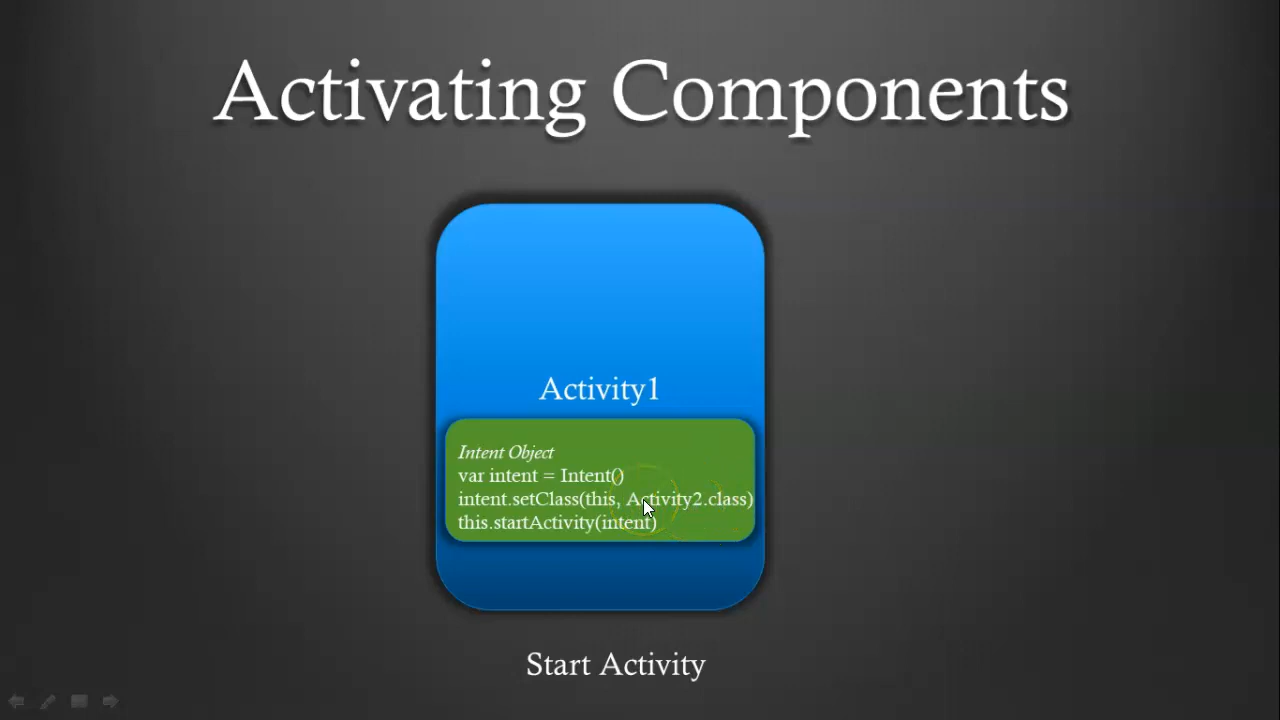 Activating Components
Activity1
Intent Object
var intent = Intent()
intent.setClass(this, Activity2.class)
this.startActivity(intent)
Start Activity